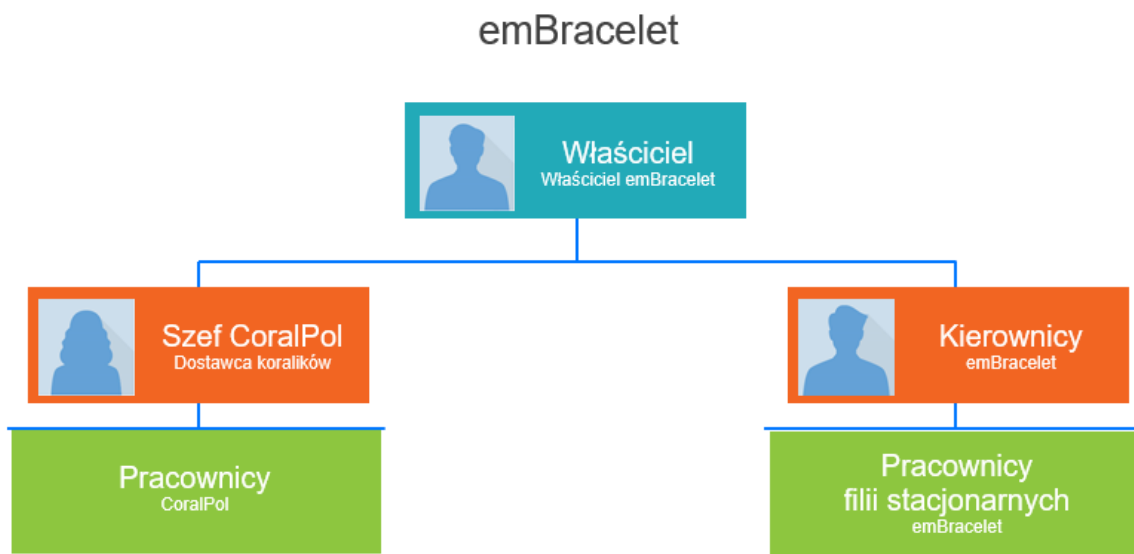 emBracelet
Właściciel
Właściciel emBracelet
Szef CoralPol
Dostawca koralików
Kierownicy
emBracelet
Pracownicy
CoralPol
Pracownicy
filii stacjonarnych
emBracelet